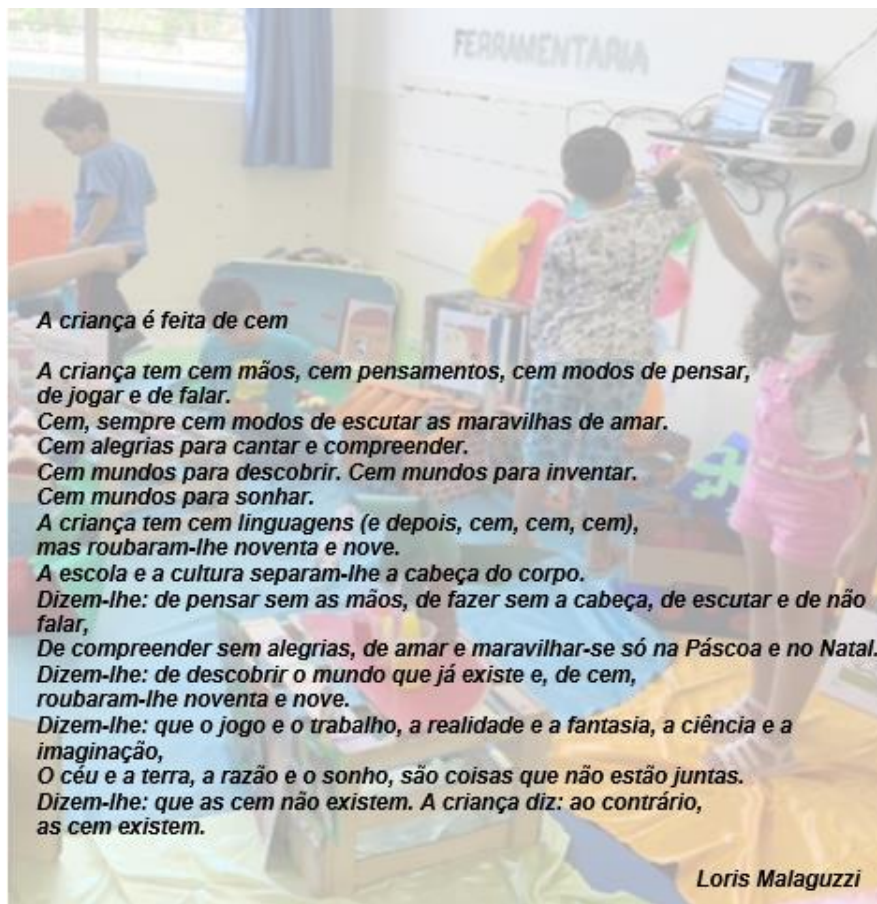 FERRAMENTARIA
A criança é feita de cem
A criança tem cem mãos, cem pensamentos, cem modos de pensar,
de jogar e de falar.
Cem, sempre cem modos de escutar as maravilhas de amar.
Cem alegrias para cantar e compreender.
Cem mundos para descobrir. Cem mundos para inventar.
Cem mundos para sonhar.
A criança tem cem linguagens (e depois, cem, cem, cem),
mas roubaram-lhe noventa e nove.
A escola e a cultura separam-lhe a cabeça do corpo.
Dizem-lhe: de pensar sem as mãos, de fazer sem a cabeça, de escutar e de não
falar,
De compreender sem alegrias, de amar e maravilhar-se só na Páscoa e no Natal.
Dizem-lhe: de descobrir o mundo que já existe e, de cem,
roubaram-lhe noventa e nove.
Dizem-lhe: que o jogo e o trabalho, a realidade e a fantasia, a ciência e a
imaginação,
O céu e a terra, a razão e o sonho, são coisas que não estão juntas.
Dizem-lhe: que as cem não existem. A criança diz: ao contrário,
as cem existem.
Loris Malaguzzi